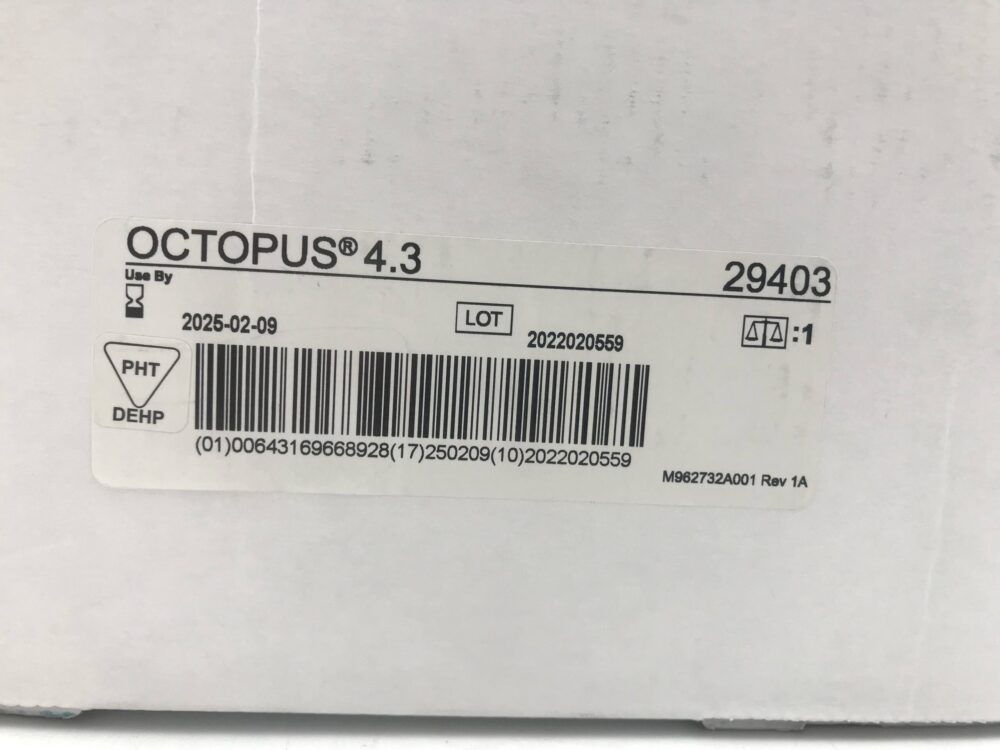 OCTOPUS® 4.3 29403
Use By
2025-02-09 LOT 2022020559 :1
PHT
DEHP
(01)00643169668928(17)250209(10)2022020559
M962732A001 Rev 1A